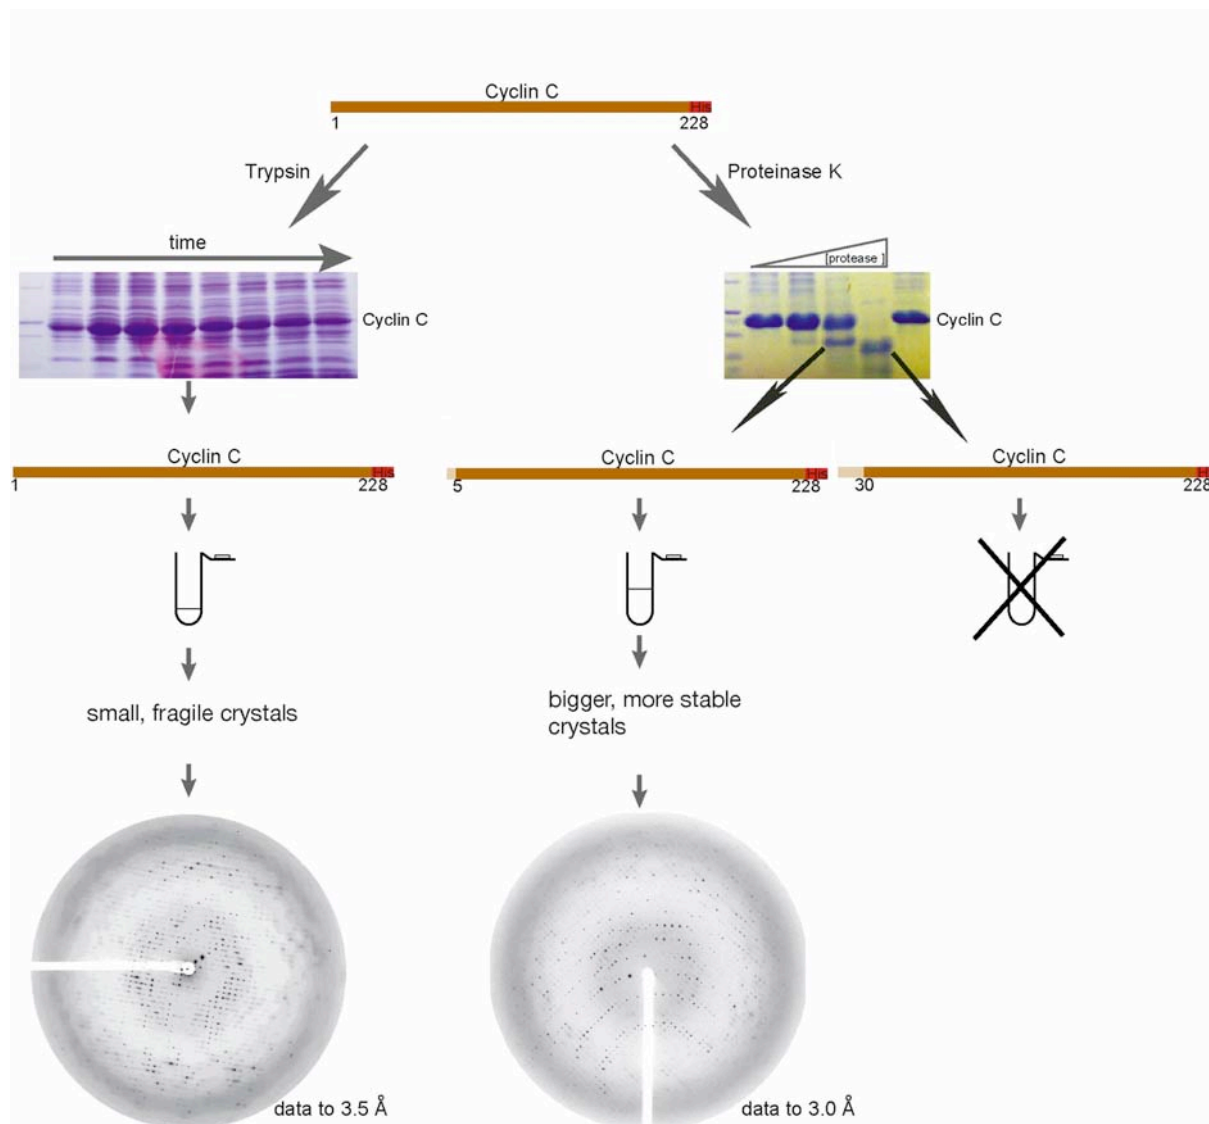 Cyclin C
His
1
228
Trypsin
Proteinase K
time
[protease ]
Cyclin C
Cyclin C
Cyclin C
His
1
228
Cyclin C
His
5
228
Cyclin C
His
30
228
small, fragile crystals
bigger, more stable
crystals
data to 3.5 Å
data to 3.0 Å